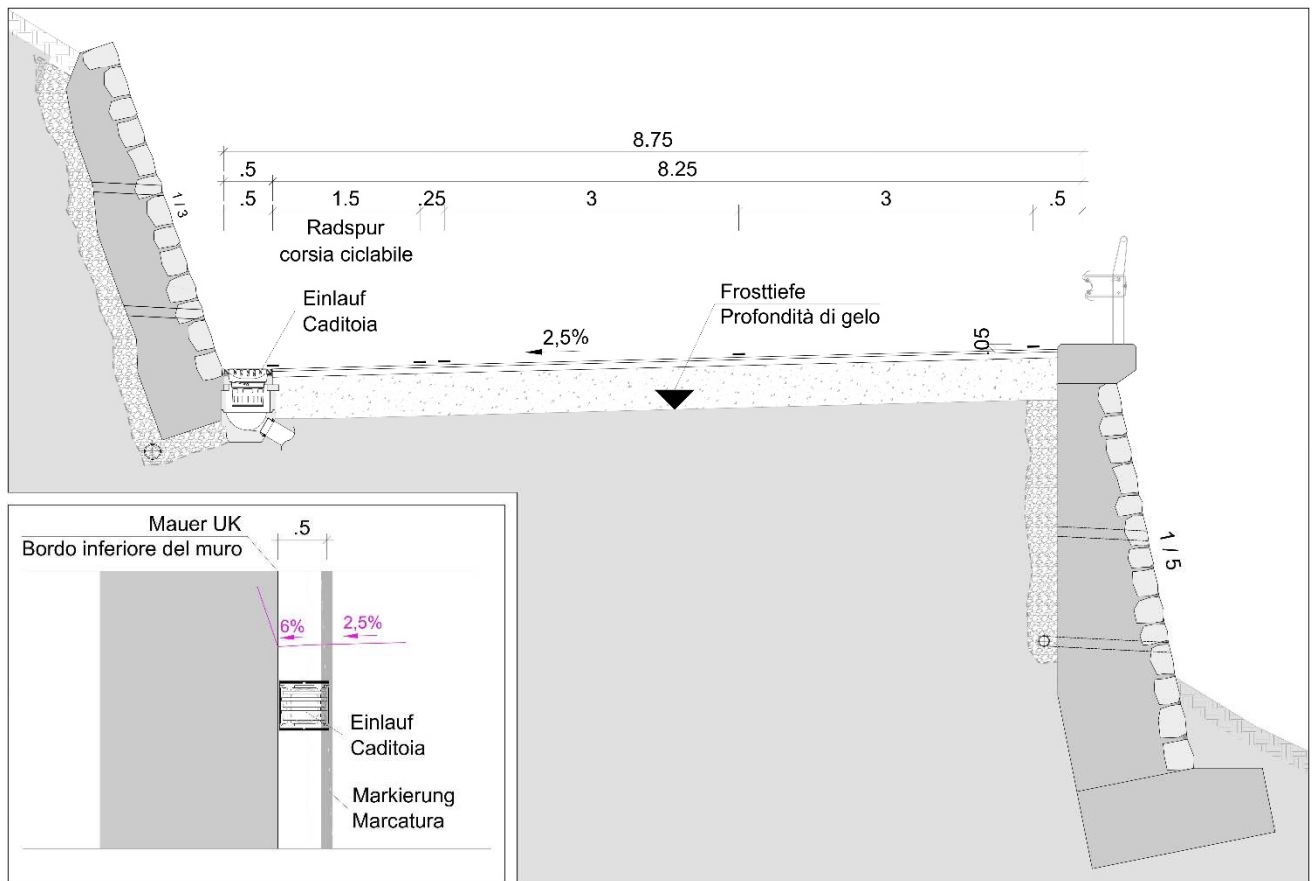 8.75
.5 8.25
.5 1.5 .25 3 3 .5
Radspur
corsia ciclabile
1/3
Einlauf
Caditoia
Frosttiefe
Profondità di gelo
2,5%
.05
1/5
Mauer UK
Bordo inferiore del muro
.5
6% 2,5%
Einlauf
Caditoia
Markierung
Marcatura